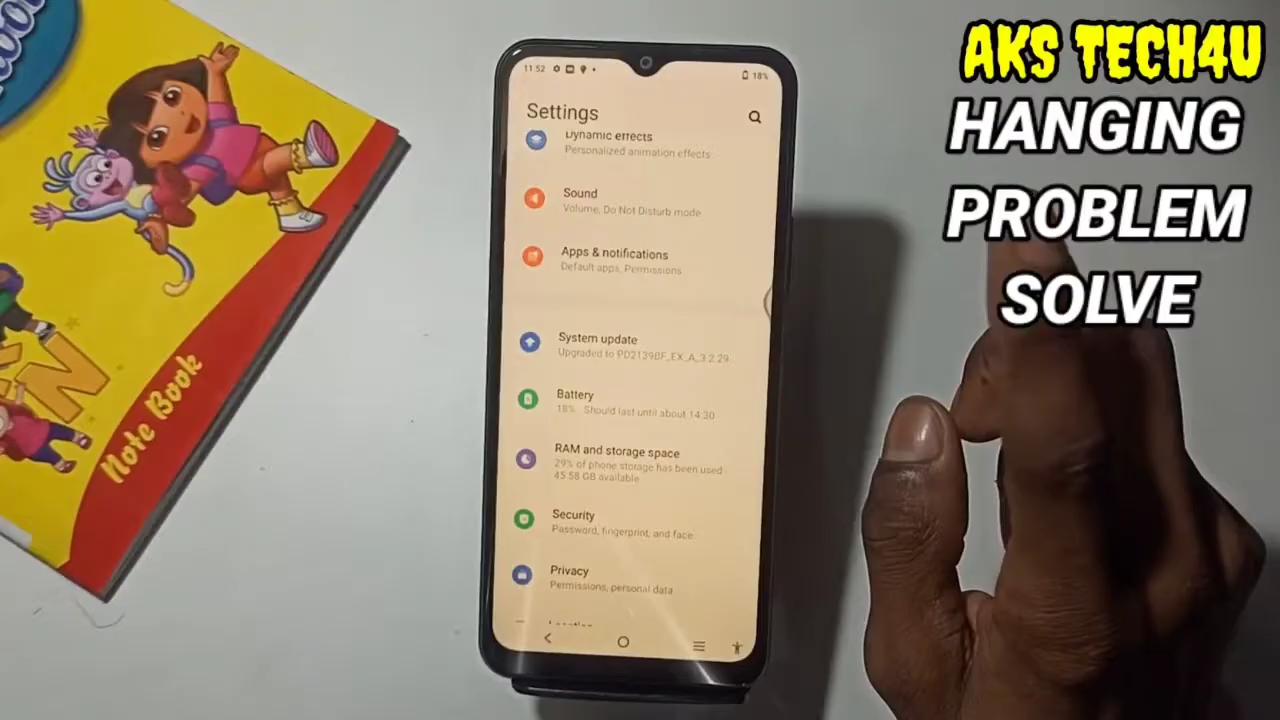 AKS TECH4U
HANGING
PROBLEM
SOLVE
11:52
18%
Settings
Dynamic effects
Personalized animation effects
Sound
Volume, Do Not Disturb mode
Apps & notifications
Default apps, Permissions
System update
Upgraded to PD2139BF_EX_A_3.2.29
Battery
18% Should last until about 14:30
RAM and storage space
29% of phone storage has been used
45.58 GB available
Security
Password, fingerprint, and face
Privacy
Permissions, personal data
Note Book